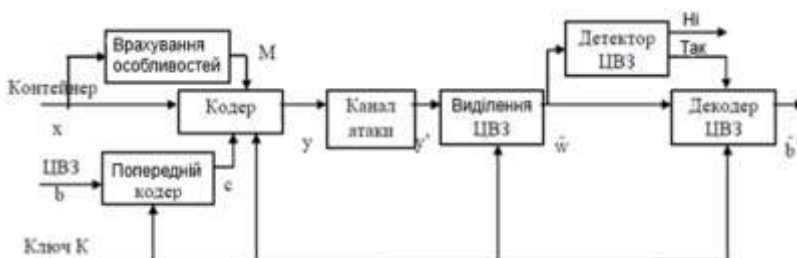 Врахування
особливостей
М
Контейнер
х
Кодер
у
Канал
атаки
у'
Виділення
ЦВЗ
ŵ
Детектор
ЦВЗ
Ні
Так
Декодер
ЦВЗ
b̂
ЦВЗ
b
Попередній
кодер
с
Ключ К